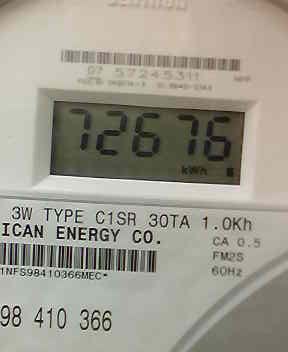 07 57245311
72676
kWh
3W TYPE C1SR 30TA 1.0Kh
ICAN ENERGY CO.
CA 0.5
FM2S
60Hz
1NFS98410366MEC*
98 410 366